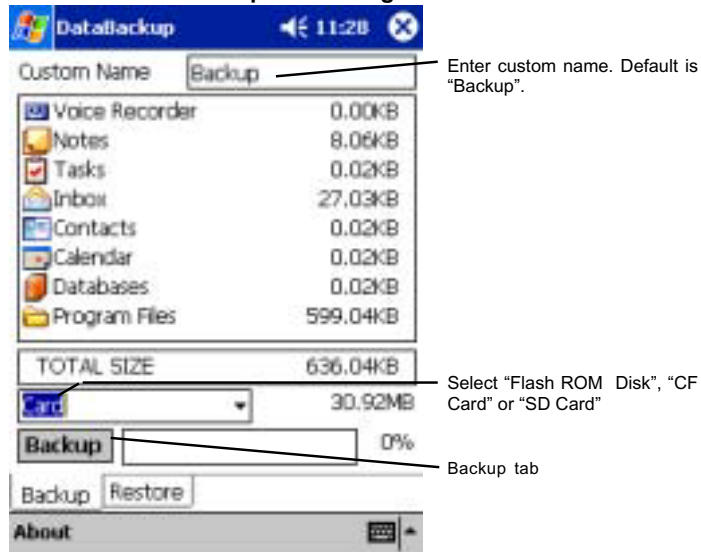 DataBackup 11:28
Custom Name Backup
Enter custom name. Default is
“Backup”.
Voice Recorder 0.00KB
Notes 8.06KB
Tasks 0.02KB
Inbox 27.03KB
Contacts 0.02KB
Calendar 0.02KB
Databases 0.02KB
Program Files 599.04KB
TOTAL SIZE 636.04KB
Card 30.92MB
Select “Flash ROM Disk”, “CF
Card” or “SD Card”
Backup 0%
Backup tab
Backup Restore
About